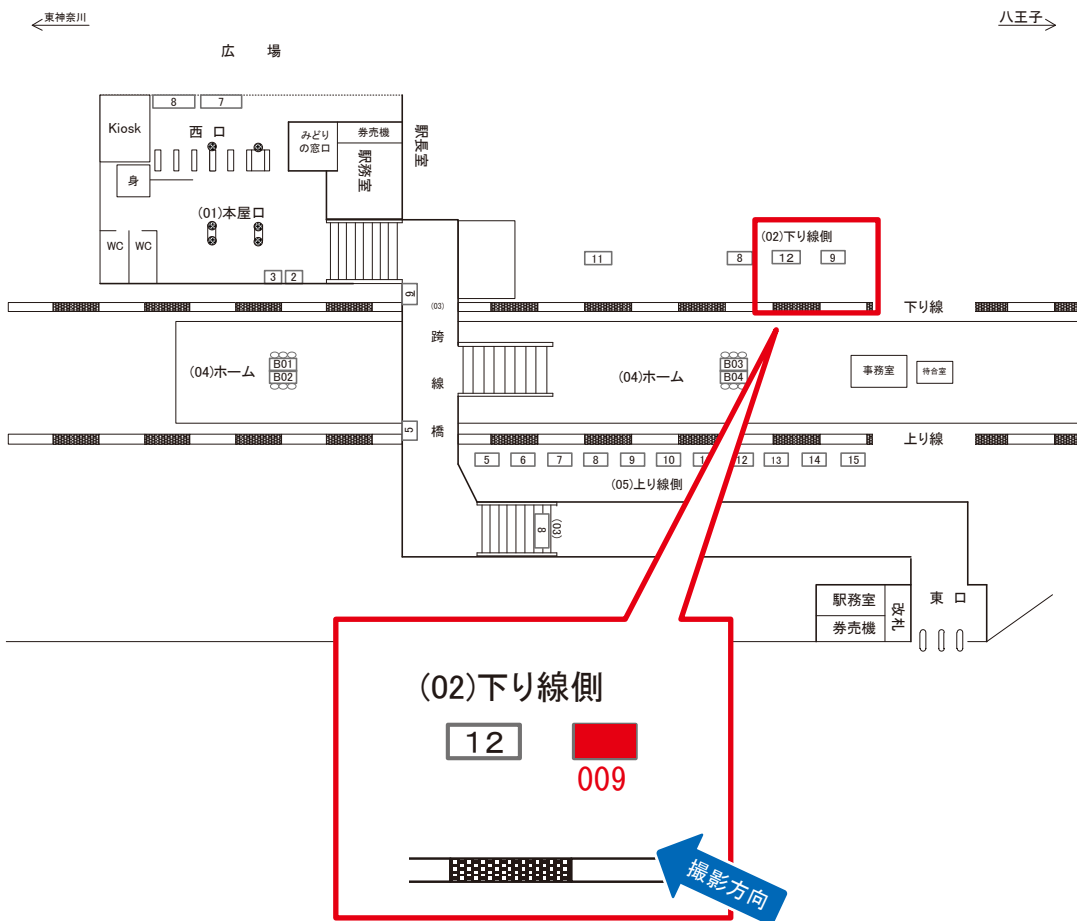 東神奈川
八王子
広 場
8
7
Kiosk
西 口
みどり
の窓口
券売機
駅務室
駅長室
身
(01)本屋口
WC
WC
3
2
(02)下り線側
11
8
12
9
9
(03)
下り線
跨線橋
(04)ホーム
B01
B02
(04)ホーム
B03
B04
事務室
待合室
5
上り線
5
6
7
8
9
10
12
13
14
15
(05)上り線側
8
(03)
駅務室
券売機
改札
東 口
(02)下り線側
12
009
撮影方向